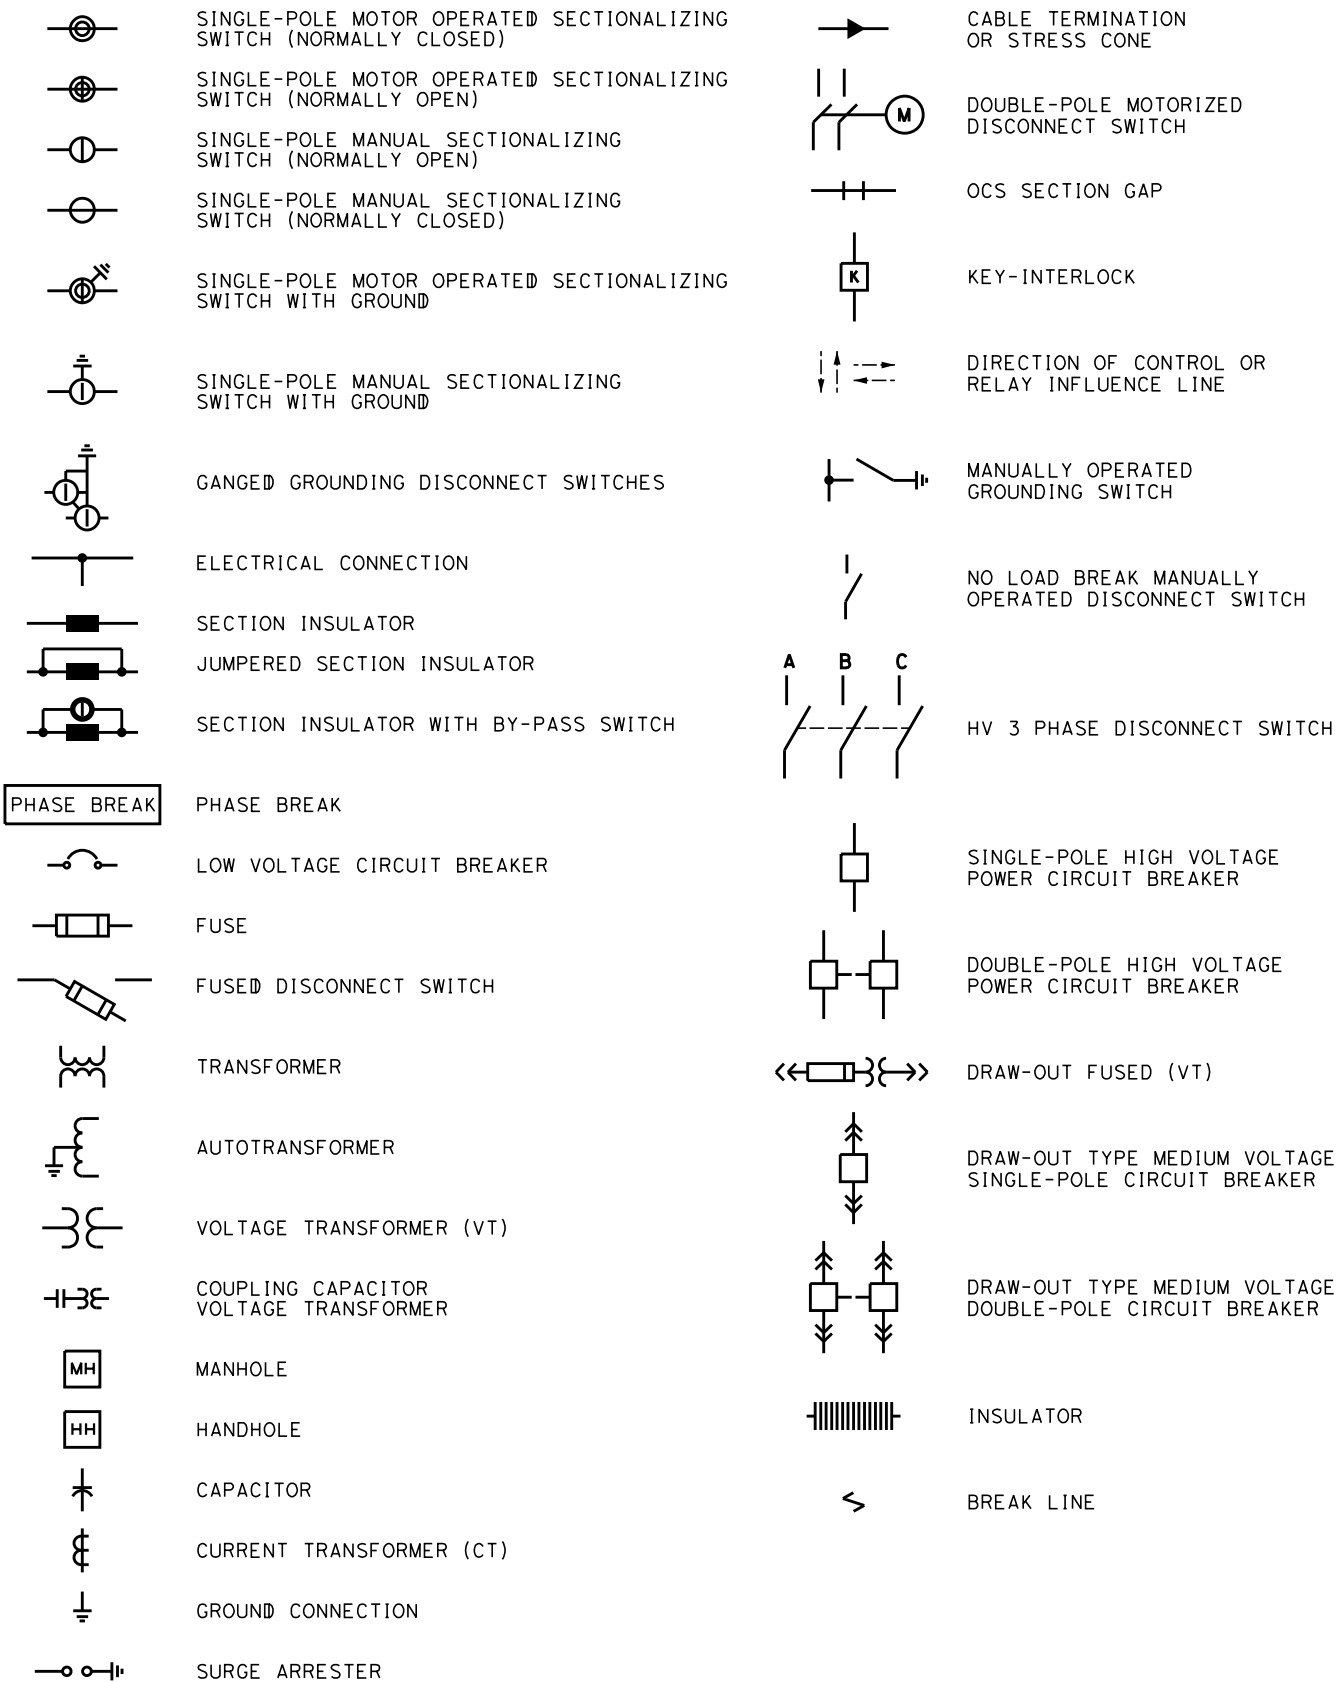 SINGLE-POLE MOTOR OPERATED SECTIONALIZING
SWITCH (NORMALLY CLOSED)
SINGLE-POLE MOTOR OPERATED SECTIONALIZING
SWITCH (NORMALLY OPEN)
SINGLE-POLE MANUAL SECTIONALIZING
SWITCH (NORMALLY OPEN)
SINGLE-POLE MANUAL SECTIONALIZING
SWITCH (NORMALLY CLOSED)
SINGLE-POLE MOTOR OPERATED SECTIONALIZING
SWITCH WITH GROUND
SINGLE-POLE MANUAL SECTIONALIZING
SWITCH WITH GROUND
GANGED GROUNDING DISCONNECT SWITCHES
ELECTRICAL CONNECTION
SECTION INSULATOR
JUMPERED SECTION INSULATOR
SECTION INSULATOR WITH BY-PASS SWITCH
PHASE BREAK
PHASE BREAK
LOW VOLTAGE CIRCUIT BREAKER
FUSE
FUSED DISCONNECT SWITCH
TRANSFORMER
AUTOTRANSFORMER
VOLTAGE TRANSFORMER (VT)
COUPLING CAPACITOR
VOLTAGE TRANSFORMER
MH
MANHOLE
HH
HANDHOLE
CAPACITOR
CURRENT TRANSFORMER (CT)
GROUND CONNECTION
SURGE ARRESTER
CABLE TERMINATION
OR STRESS CONE
M
DOUBLE-POLE MOTORIZED
DISCONNECT SWITCH
OCS SECTION GAP
K
KEY-INTERLOCK
DIRECTION OF CONTROL OR
RELAY INFLUENCE LINE
MANUALLY OPERATED
GROUNDING SWITCH
NO LOAD BREAK MANUALLY
OPERATED DISCONNECT SWITCH
A B C
HV 3 PHASE DISCONNECT SWITCH
SINGLE-POLE HIGH VOLTAGE
POWER CIRCUIT BREAKER
DOUBLE-POLE HIGH VOLTAGE
POWER CIRCUIT BREAKER
DRAW-OUT FUSED (VT)
DRAW-OUT TYPE MEDIUM VOLTAGE
SINGLE-POLE CIRCUIT BREAKER
DRAW-OUT TYPE MEDIUM VOLTAGE
DOUBLE-POLE CIRCUIT BREAKER
INSULATOR
BREAK LINE